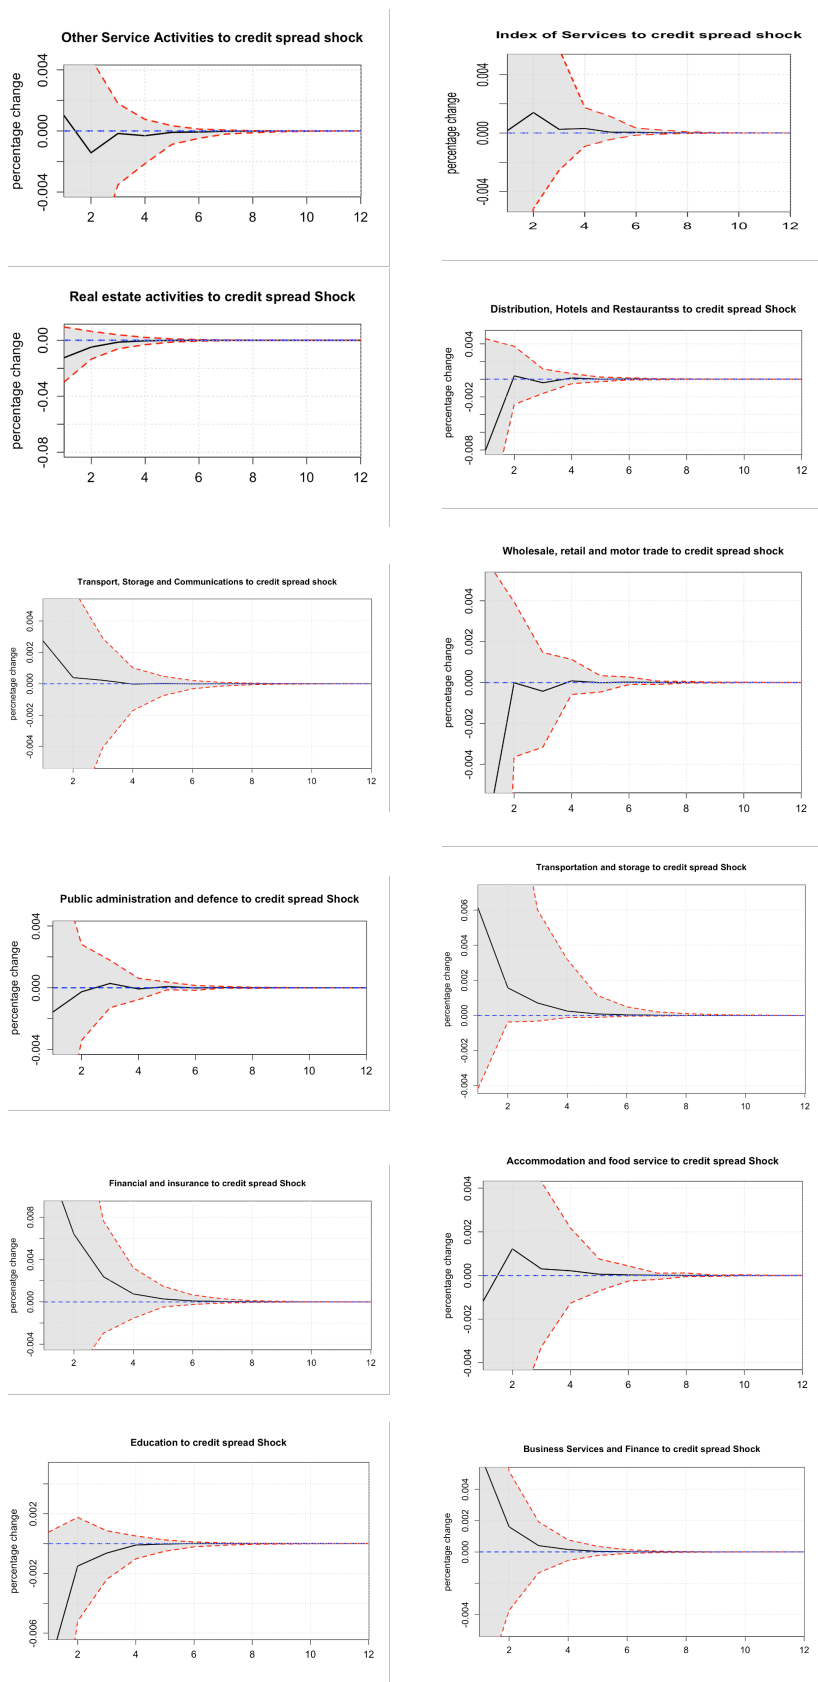 Other Service Activities to credit spread shock
percentage change
0.004
0.000
-0.004
2 4 6 8 10 12
Index of Services to credit spread shock
percentage change
0.004
0.000
-0.004
2 4 6 8 10 12
Real estate activities to credit spread Shock
percentage change
0.00
-0.04
-0.08
2 4 6 8 10 12
Distribution, Hotels and Restaurantss to credit spread Shock
percentage change
0.004
-0.002
-0.008
2 4 6 8 10 12
Transport, Storage and Communications to credit spread shock
percnetage change
0.004
0.002
0.000
-0.002
-0.004
2 4 6 8 10 12
Wholesale, retail and motor trade to credit spread shock
percnetage change
0.004
0.002
0.000
-0.002
-0.004
2 4 6 8 10 12
Public administration and defence to credit spread Shock
percentage change
0.004
0.000
-0.004
2 4 6 8 10 12
Transportation and storage to credit spread Shock
percentage change
0.006
0.002
0.000
-0.002
-0.004
2 4 6 8 10 12
Financial and insurance to credit spread Shock
percenatge change
0.008
0.004
0.000
-0.004
2 4 6 8 10 12
Accommodation and food service to credit spread Shock
percentage change
0.004
0.002
0.000
-0.002
-0.004
2 4 6 8 10 12
Education to credit spread Shock
percentage change
0.002
-0.002
-0.006
2 4 6 8 10 12
Business Services and Finance to credit spread Shock
percentage change
0.004
0.002
0.000
-0.004
2 4 6 8 10 12